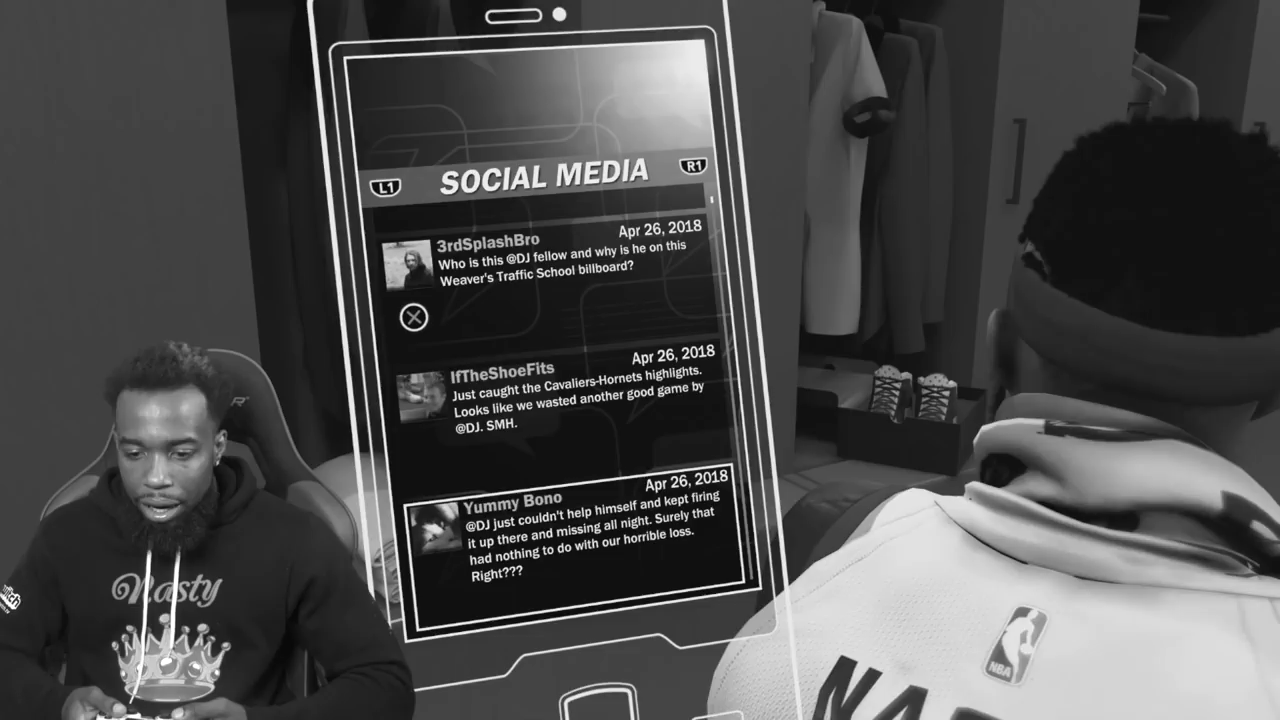 SOCIAL MEDIA
L1
R1
3rdSplashBro
Apr 26, 2018
Who is this @DJ fellow and why is he on this
Weaver's Traffic School billboard?
IfTheShoeFits
Apr 26, 2018
Just caught the Cavaliers-Hornets highlights.
Looks like we wasted another good game by
@DJ. SMH.
Yummy Bono
Apr 26, 2018
@DJ just couldn't help himself and kept firing
it up there and missing all night. Surely that
had nothing to do with our horrible loss.
Right???
Nasty
NBA